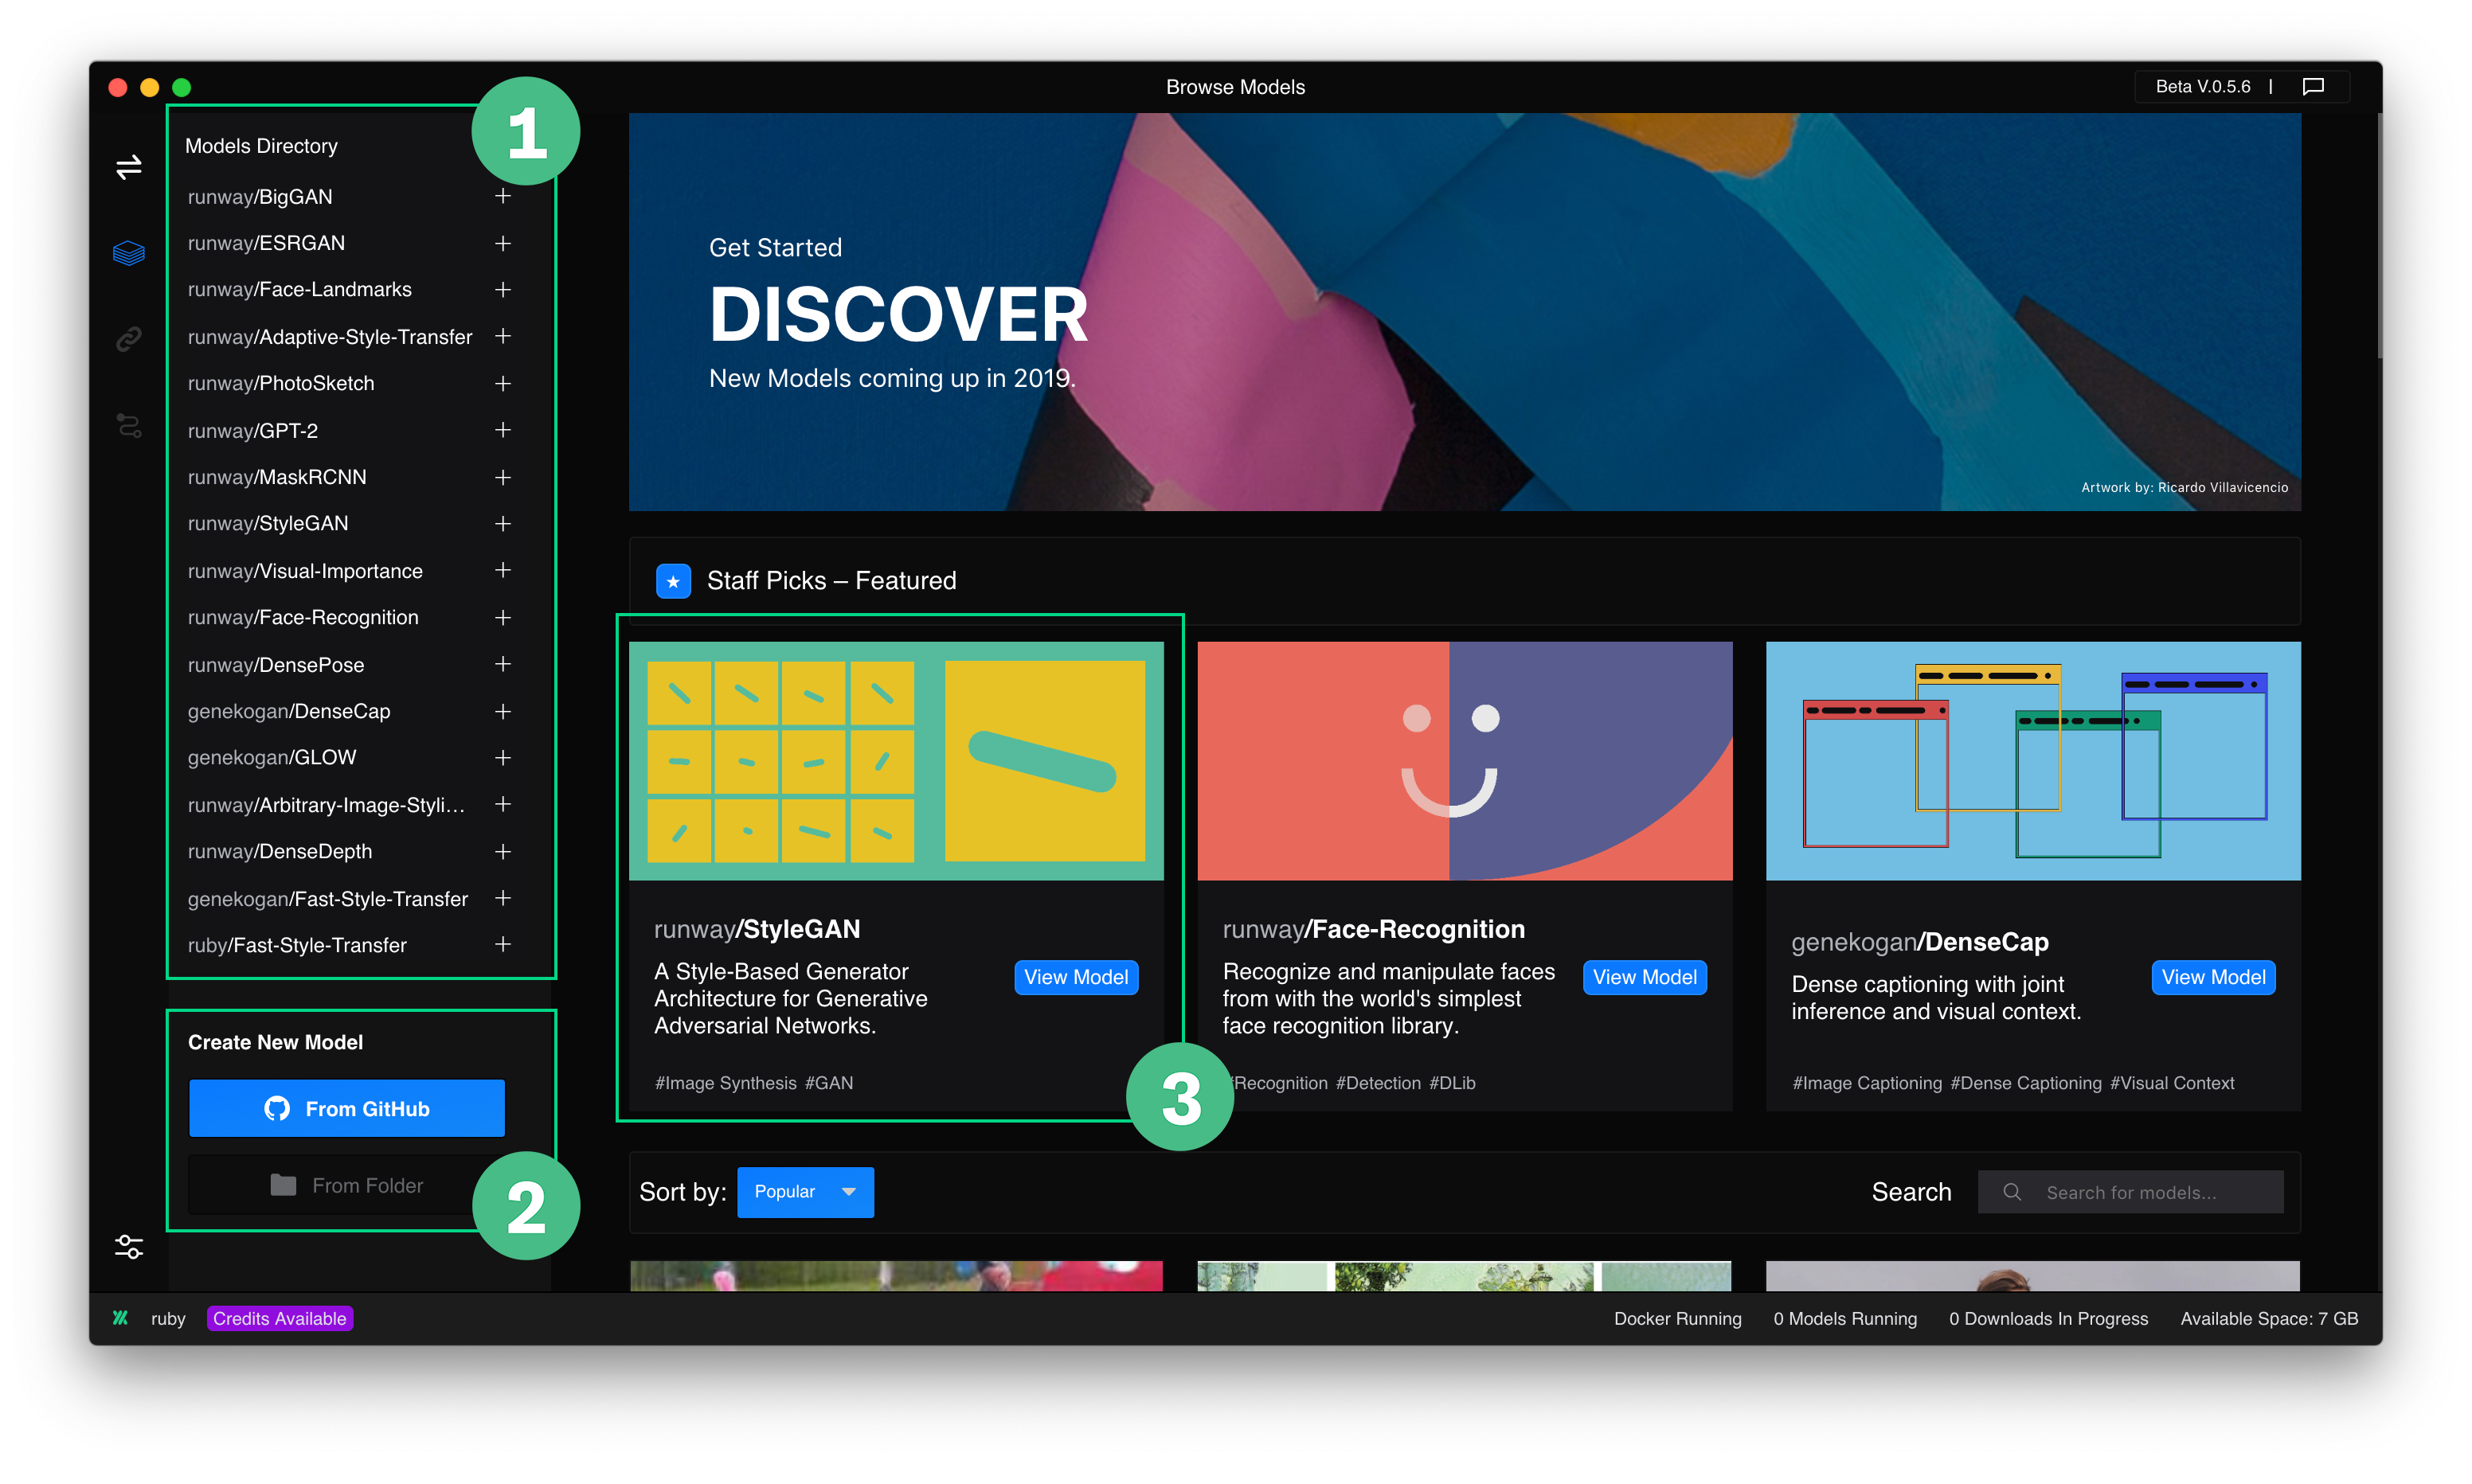 Browse Models
Beta V.0.5.6 |
1
Models Directory
runway/BigGAN +
runway/ESRGAN +
runway/Face-Landmarks +
runway/Adaptive-Style-Transfer +
runway/PhotoSketch +
runway/GPT-2 +
runway/MaskRCNN +
runway/StyleGAN +
runway/Visual-Importance +
runway/Face-Recognition +
runway/DensePose +
genekogan/DenseCap +
genekogan/GLOW +
runway/Arbitrary-Image-Styli... +
runway/DenseDepth +
genekogan/Fast-Style-Transfer +
ruby/Fast-Style-Transfer +
Create New Model
From GitHub
From Folder
2
Get Started
DISCOVER
New Models coming up in 2019.
Artwork by: Ricardo Villavicencio
Staff Picks – Featured
runway/StyleGAN
A Style-Based Generator
Architecture for Generative
Adversarial Networks.
View Model
#Image Synthesis #GAN
3
runway/Face-Recognition
Recognize and manipulate faces
from with the world's simplest
face recognition library.
View Model
#Recognition #Detection #DLib
genekogan/DenseCap
Dense captioning with joint
inference and visual context.
View Model
#Image Captioning #Dense Captioning #Visual Context
Sort by: Popular
Search Search for models...
ruby Credits Available
Docker Running 0 Models Running 0 Downloads In Progress Available Space: 7 GB